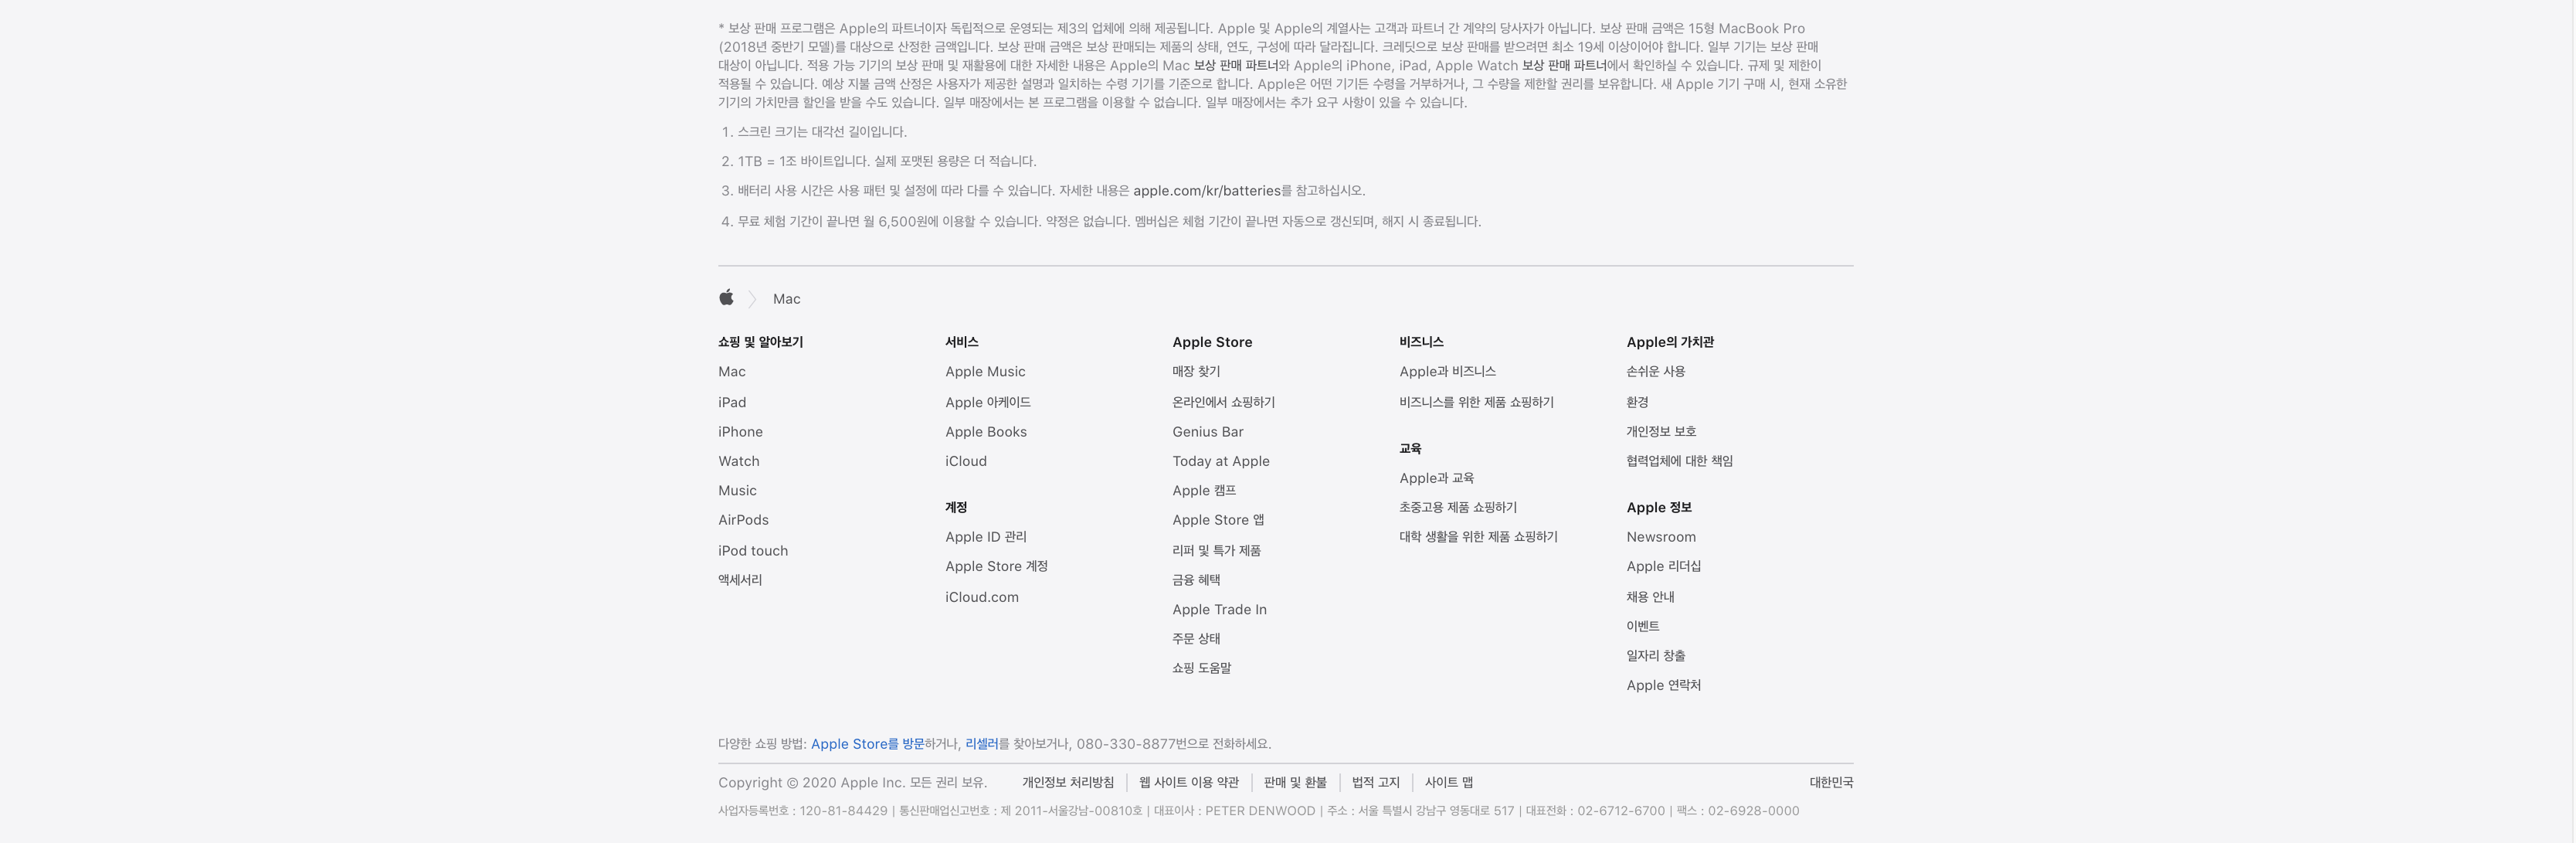 * 보상 판매 프로그램은 Apple의 파트너이자 독립적으로 운영되는 제3의 업체에 의해 제공됩니다. Apple 및 Apple의 계열사는 고객과 파트너 간 계약의 당사자가 아닙니다. 보상 판매 금액은 15형 MacBook Pro
(2018년 중반기 모델)를 대상으로 산정한 금액입니다. 보상 판매 금액은 보상 판매되는 제품의 상태, 연도, 구성에 따라 달라집니다. 크레딧으로 보상 판매를 받으려면 최소 19세 이상이어야 합니다. 일부 기기는 보상 판매
대상이 아닙니다. 적용 가능 기기의 보상 판매 및 재활용에 대한 자세한 내용은 Apple의 Mac 보상 판매 파트너와 Apple의 iPhone, iPad, Apple Watch 보상 판매 파트너에서 확인하실 수 있습니다. 규제 및 제한이
적용될 수 있습니다. 예상 지불 금액 산정은 사용자가 제공한 설명과 일치하는 수령 기기를 기준으로 합니다. Apple은 어떤 기기든 수령을 거부하거나, 그 수량을 제한할 권리를 보유합니다. 새 Apple 기기 구매 시, 현재 소유한
기기의 가치만큼 할인을 받을 수도 있습니다. 일부 매장에서는 본 프로그램을 이용할 수 없습니다. 일부 매장에서는 추가 요구 사항이 있을 수 있습니다.
1. 스크린 크기는 대각선 길이입니다.
2. 1TB = 1조 바이트입니다. 실제 포맷된 용량은 더 적습니다.
3. 배터리 사용 시간은 사용 패턴 및 설정에 따라 다를 수 있습니다. 자세한 내용은 apple.com/kr/batteries를 참고하십시오.
4. 무료 체험 기간이 끝나면 월 6,500원에 이용할 수 있습니다. 약정은 없습니다. 멤버십은 체험 기간이 끝나면 자동으로 갱신되며, 해지 시 종료됩니다.
Mac
쇼핑 및 알아보기
Mac
iPad
iPhone
Watch
Music
AirPods
iPod touch
액세서리
서비스
Apple Music
Apple 아케이드
Apple Books
iCloud
계정
Apple ID 관리
Apple Store 계정
iCloud.com
Apple Store
매장 찾기
온라인에서 쇼핑하기
Genius Bar
Today at Apple
Apple 캠프
Apple Store 앱
리퍼 및 특가 제품
금융 혜택
Apple Trade In
주문 상태
쇼핑 도움말
비즈니스
Apple과 비즈니스
비즈니스를 위한 제품 쇼핑하기
교육
Apple과 교육
초중고용 제품 쇼핑하기
대학 생활을 위한 제품 쇼핑하기
Apple의 가치관
손쉬운 사용
환경
개인정보 보호
협력업체에 대한 책임
Apple 정보
Newsroom
Apple 리더십
채용 안내
이벤트
일자리 창출
Apple 연락처
다양한 쇼핑 방법: Apple Store를 방문하거나, 리셀러를 찾아보거나, 080-330-8877번으로 전화하세요.
Copyright © 2020 Apple Inc. 모든 권리 보유. 개인정보 처리방침 | 웹 사이트 이용 약관 | 판매 및 환불 | 법적 고지 | 사이트 맵 대한민국
사업자등록번호 : 120-81-84429 | 통신판매업신고번호 : 제 2011-서울강남-00810호 | 대표이사 : PETER DENWOOD | 주소 : 서울 특별시 강남구 영동대로 517 | 대표전화 : 02-6712-6700 | 팩스 : 02-6928-0000